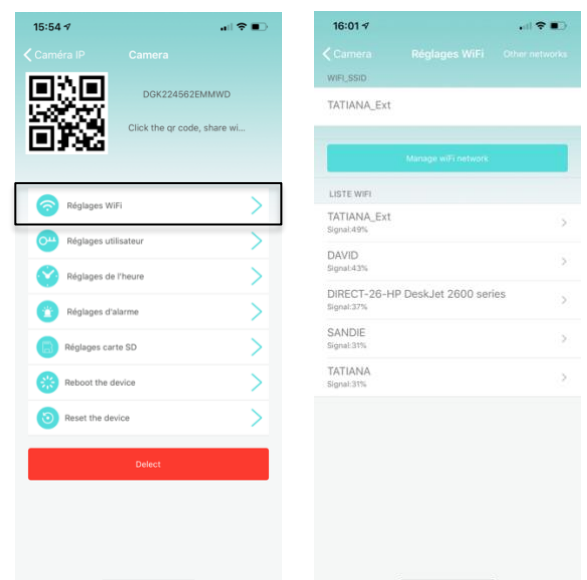 15:54
Caméra IP
Camera
DGK224562EMMWD
Click the qr code, share wi...
Réglages WiFi
Réglages utilisateur
Réglages de l'heure
Réglages d'alarme
Réglages carte SD
Reboot the device
Reset the device
Delect
16:01
Camera
Réglages WiFi
Other networks
WIFI_SSID
TATIANA_Ext
Manage wiFi network
LISTE WIFI
TATIANA_Ext
Signal:49%
DAVID
Signal:43%
DIRECT-26-HP DeskJet 2600 series
Signal:37%
SANDIE
Signal:31%
TATIANA
Signal:31%